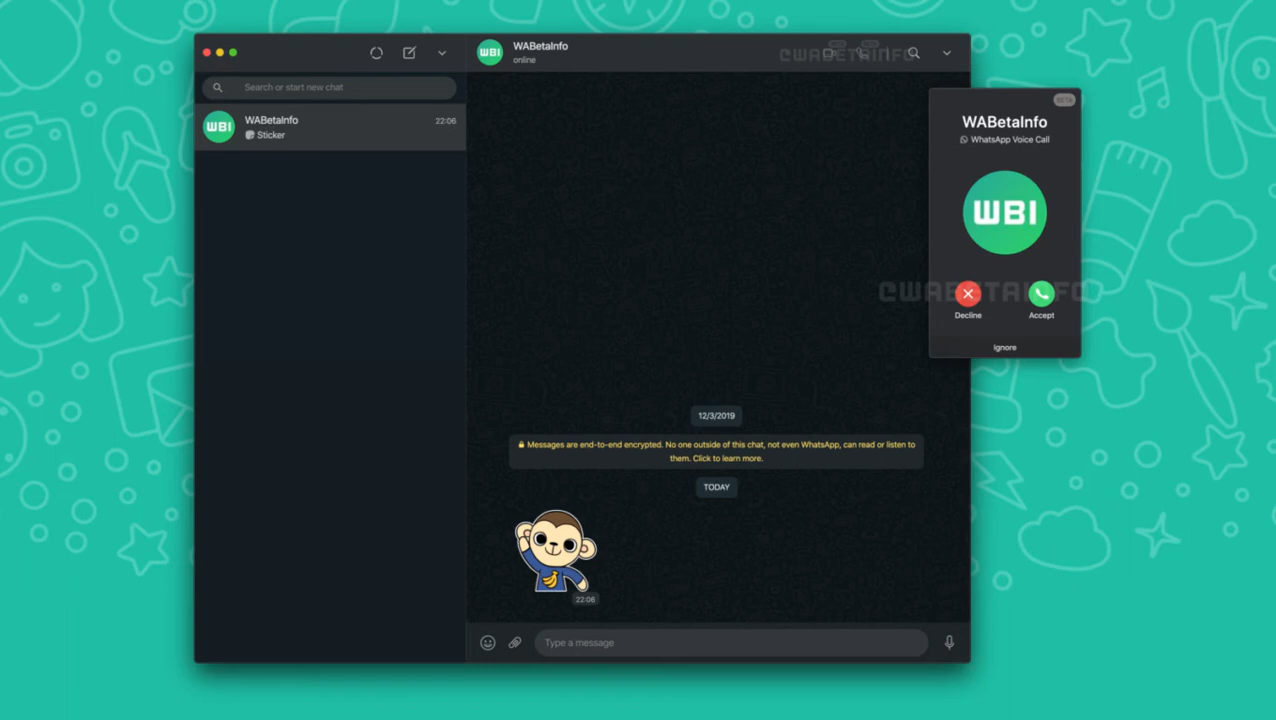 WBI
WABetaInfo
online
CWABETAINFO
Search or start new chat
WBI
WABetaInfo
22:06
Sticker
WABetaInfo
WhatsApp Voice Call
WBI
CWABETAINFO
Decline
Accept
Ignore
12/3/2019
Messages are end-to-end encrypted. No one outside of this chat, not even WhatsApp, can read or listen to
them. Click to learn more.
TODAY
22:06
Type a message